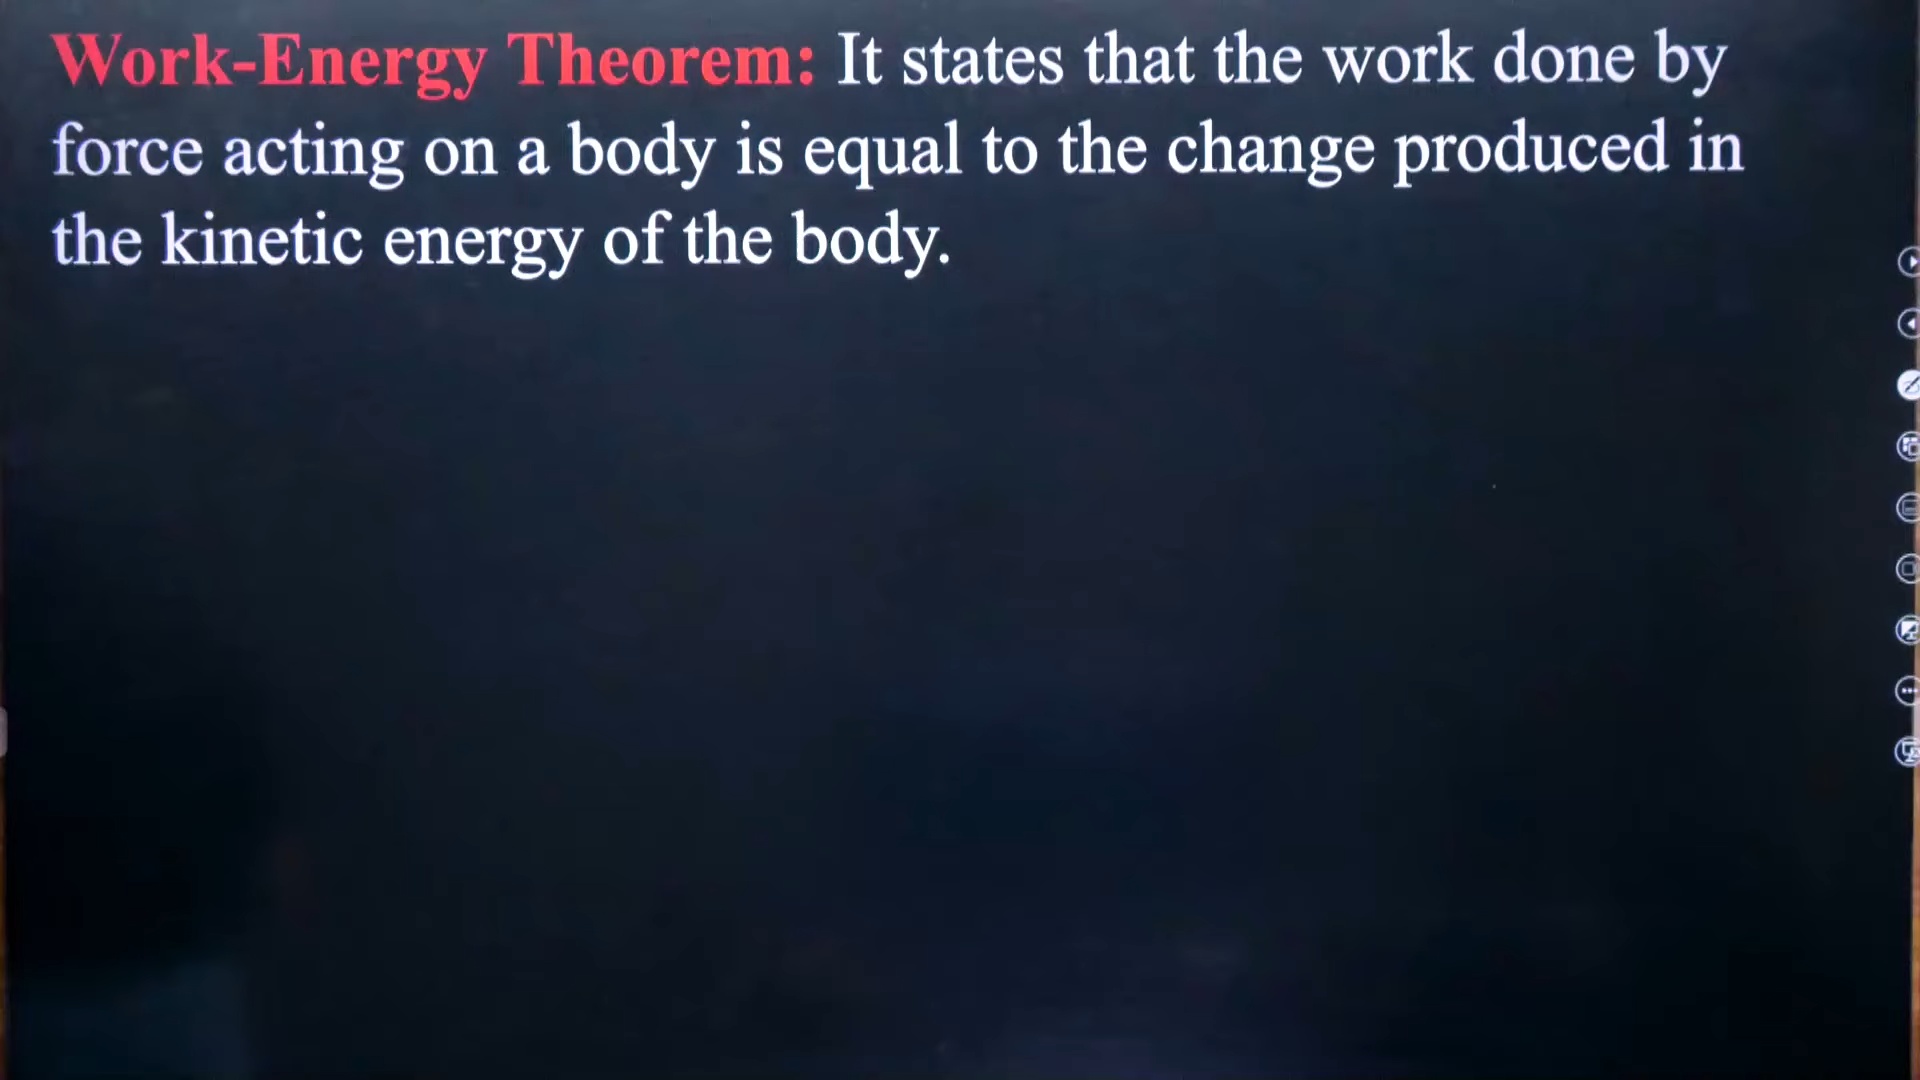 Work-Energy Theorem: It states that the work done by
force acting on a body is equal to the change produced in
the kinetic energy of the body.